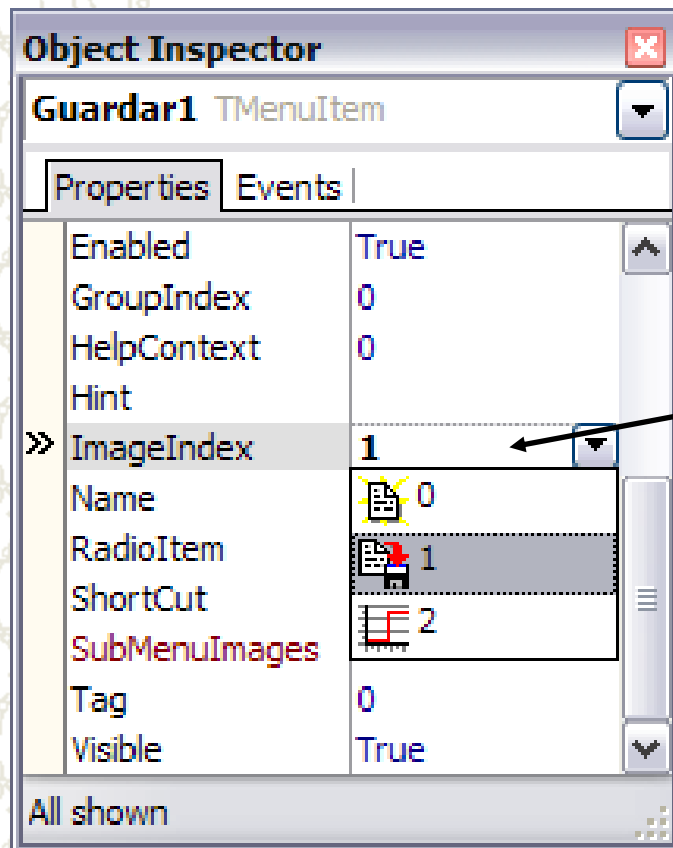 Object Inspector
Guardar1 TMenuItem
Properties Events
Enabled True
GroupIndex 0
HelpContext 0
Hint
ImageIndex 1
Name 0
RadioItem 1
ShortCut 2
SubMenuImages
Tag 0
Visible True
All shown